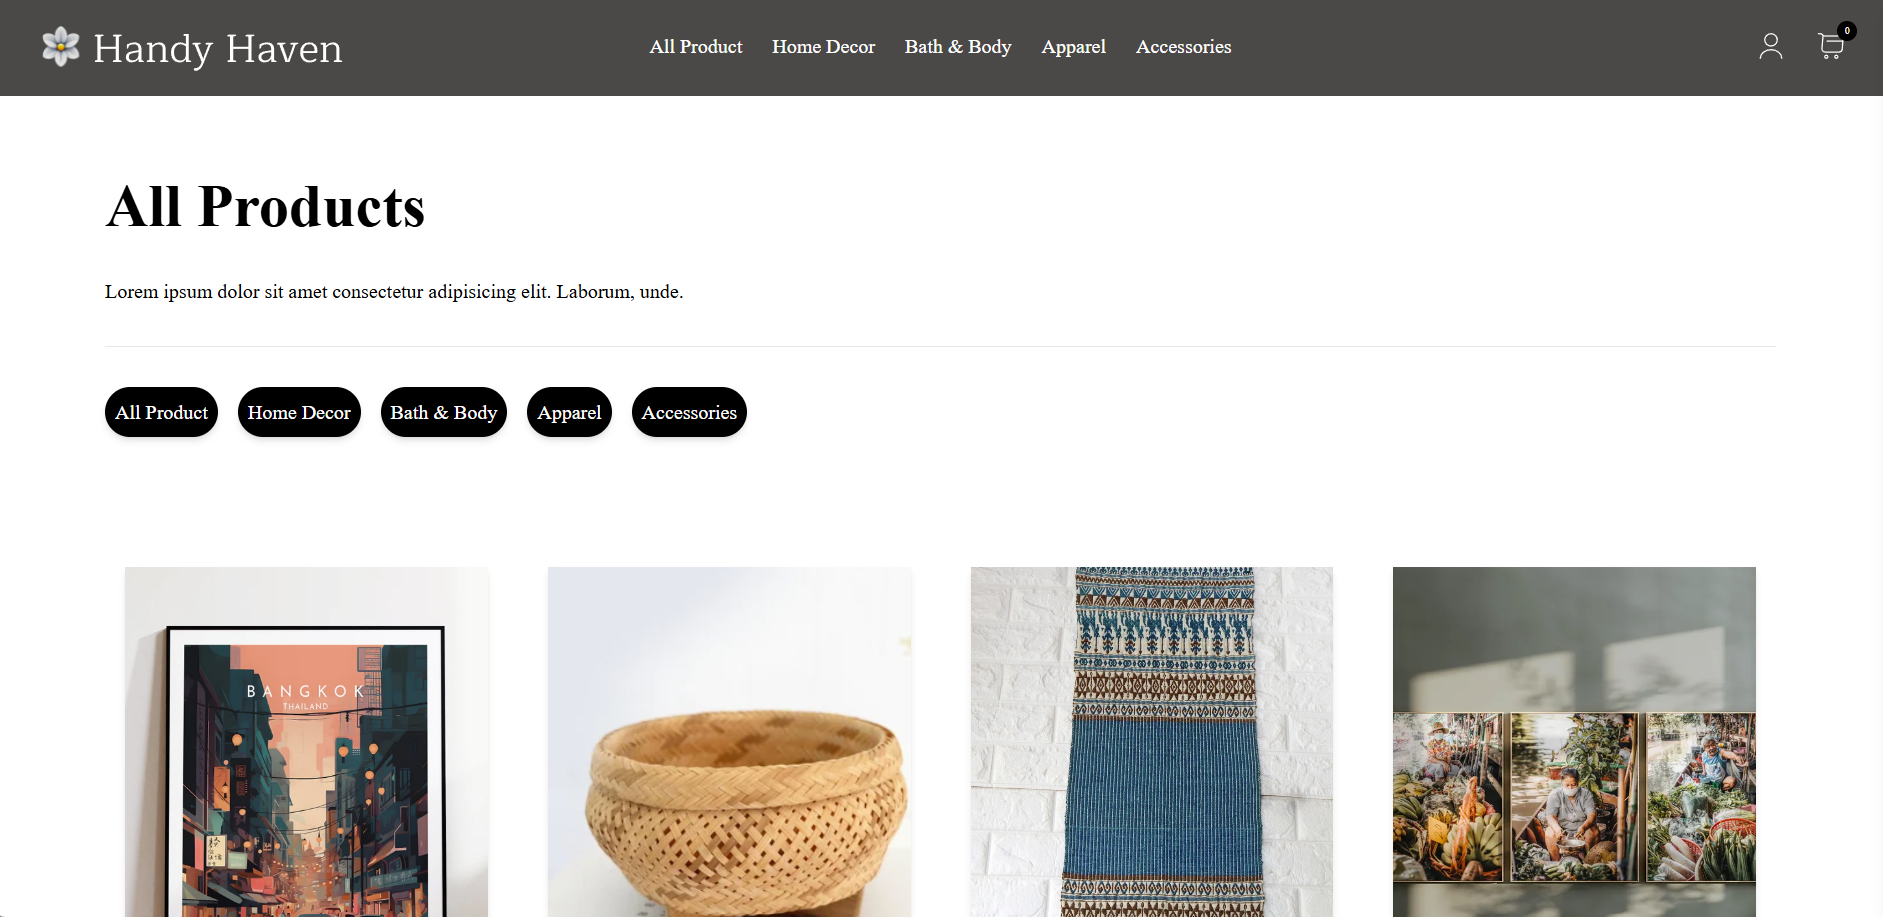 Handy Haven
All Product Home Decor Bath & Body Apparel Accessories
0
All Products
Lorem ipsum dolor sit amet consectetur adipisicing elit. Laborum, unde.
All Product Home Decor Bath & Body Apparel Accessories
BANGKOK
THAILAND